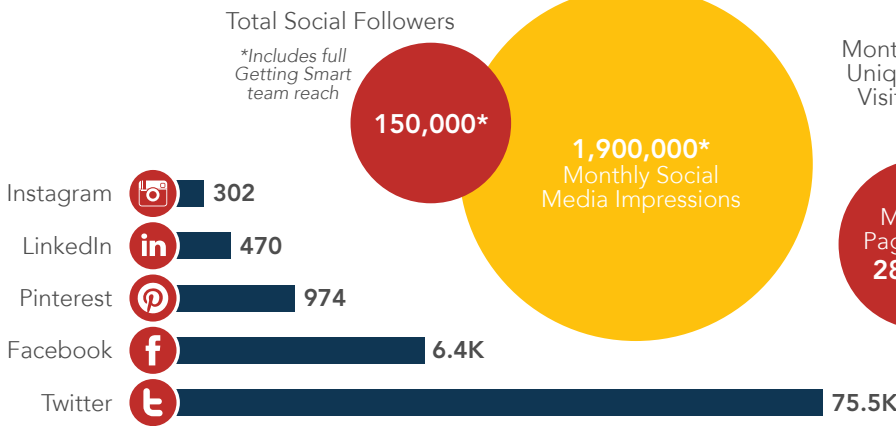 Total Social Followers
*Includes full
Getting Smart
team reach
150,000*
1,900,000*
Monthly Social
Media Impressions
Instagram 302
LinkedIn in 470
Pinterest 974
Facebook f 6.4K
Twitter t 75.5K